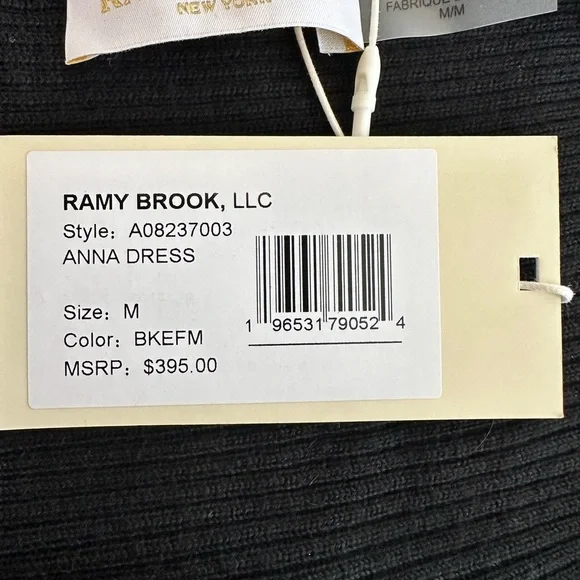 NEW YORK
FABRIQUE
M/M
RAMY BROOK, LLC
Style: A08237003
ANNA DRESS
Size: M
Color: BKEFM
MSRP: $395.00
1 96531 79052 4